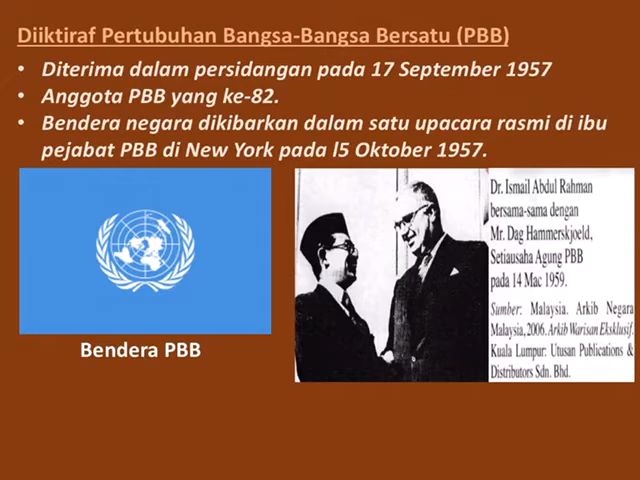 Diiktiraf Pertubuhan Bangsa-Bangsa Bersatu (PBB)
• Diterima dalam persidangan pada 17 September 1957
• Anggota PBB yang ke-82.
• Bendera negara dikibarkan dalam satu upacara rasmi di ibu
pejabat PBB di New York pada l5 Oktober 1957.
Dr. Ismail Abdul Rahman
bersama-sama dengan
Mr. Dag Hammerskjoeld,
Setiausaha Agung PBB
pada 14 Mac 1959.
Sumber: Malaysia. Arkib Negara
Malaysia,2006. Arkib Warisan Eksklusif.
Kuala Lumpur: Utusan Publications &
Distributors Sdn. Bhd.
Bendera PBB